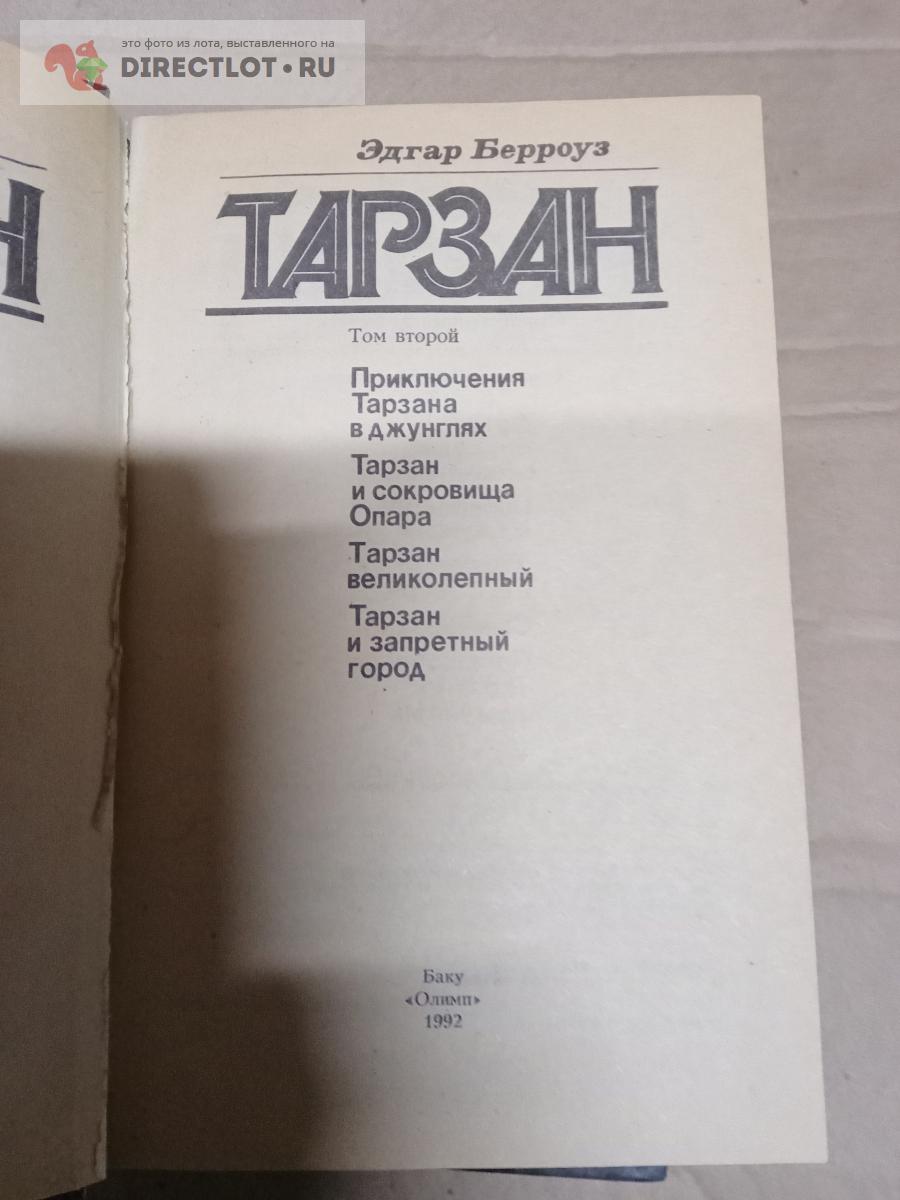 это фото из лота, выставленного на
DIRECTLOT.RU
Н
Эдгар Берроуз
ТАРЗАН
Том второй
Приключения
Тарзана
в джунглях
Тарзан
и сокровища
Опара
Тарзан
великолепный
Тарзан
и запретный
город
Баку
«Олимп»
1992